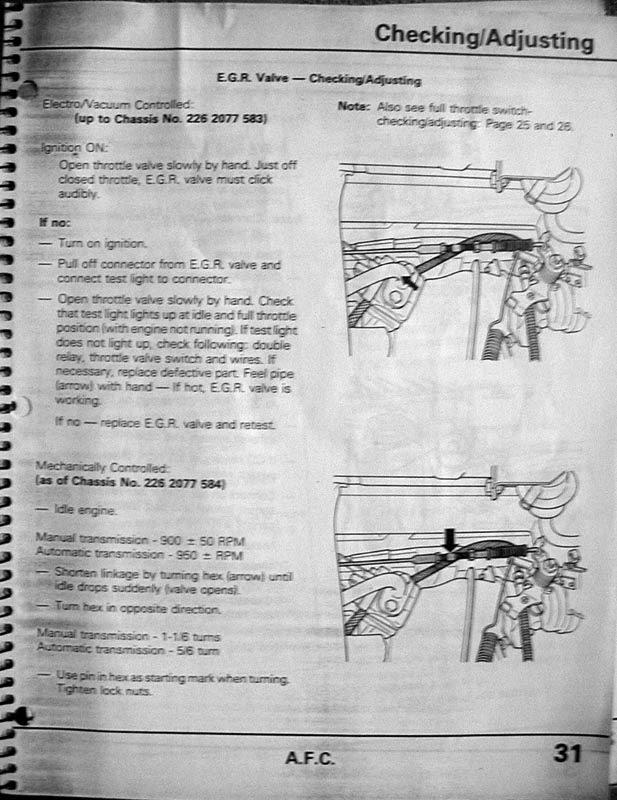 Checking/Adjusting
E.G.R. Valve — Checking/Adjusting
Electro/Vacuum Controlled:
(up to Chassis No. 226 2077 583)
Ignition ON:
Open throttle valve slowly by hand. Just off
closed throttle, E.G.R. valve must click
audibly.
If no:
— Turn on ignition.
— Pull off connector from E.G.R. valve and
connect test light to connector.
— Open throttle valve slowly by hand. Check
that test light lights up at idle and full throttle
position (with engine not running). If test light
does not light up, check following: double
relay, throttle valve switch and wires. If
necessary, replace defective part. Feel pipe
(arrow) with hand — If hot, E.G.R. valve is
working.
If no — replace E.G.R. valve and retest.
Note: Also see full throttle switch-
checking/adjusting: Page 25 and 26.
Mechanically Controlled:
(as of Chassis No. 226 2077 584)
— Idle engine.
Manual transmission - 900 ± 50 RPM
Automatic transmission - 950 ± RPM
— Shorten linkage by turning hex (arrow) until
idle drops suddenly (valve opens).
— Turn hex in opposite direction.
Manual transmission - 1-1/6 turns
Automatic transmission - 5/6 turn
— Use pin in hex as starting mark when turning.
Tighten lock nuts.
A.F.C.
31